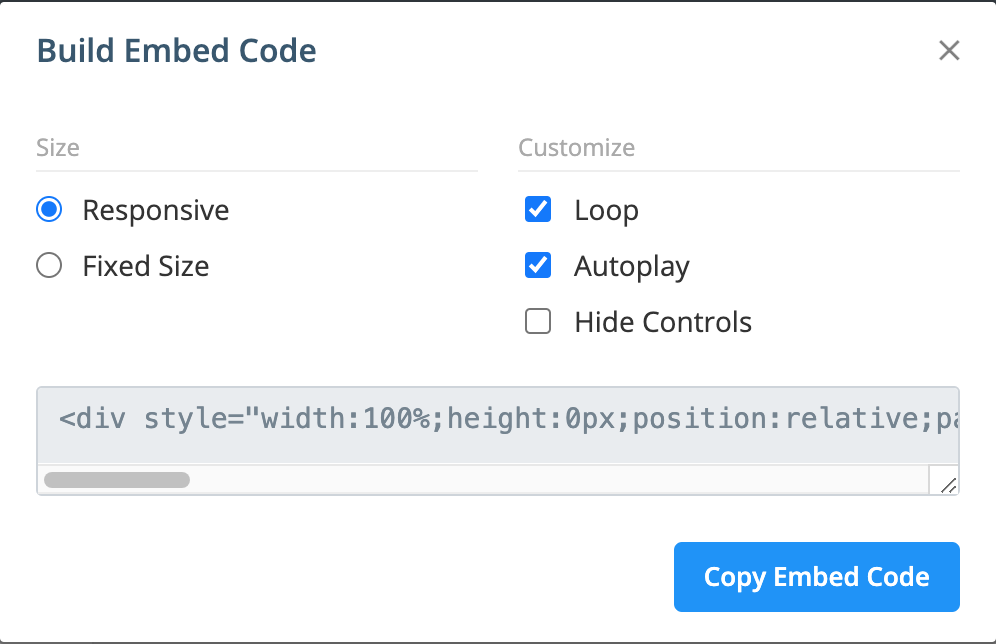 Build Embed Code
Size
Customize
Responsive
Loop
Fixed Size
Autoplay
Hide Controls
<div style="width:100%;height:0px;position:relative;pa
Copy Embed Code